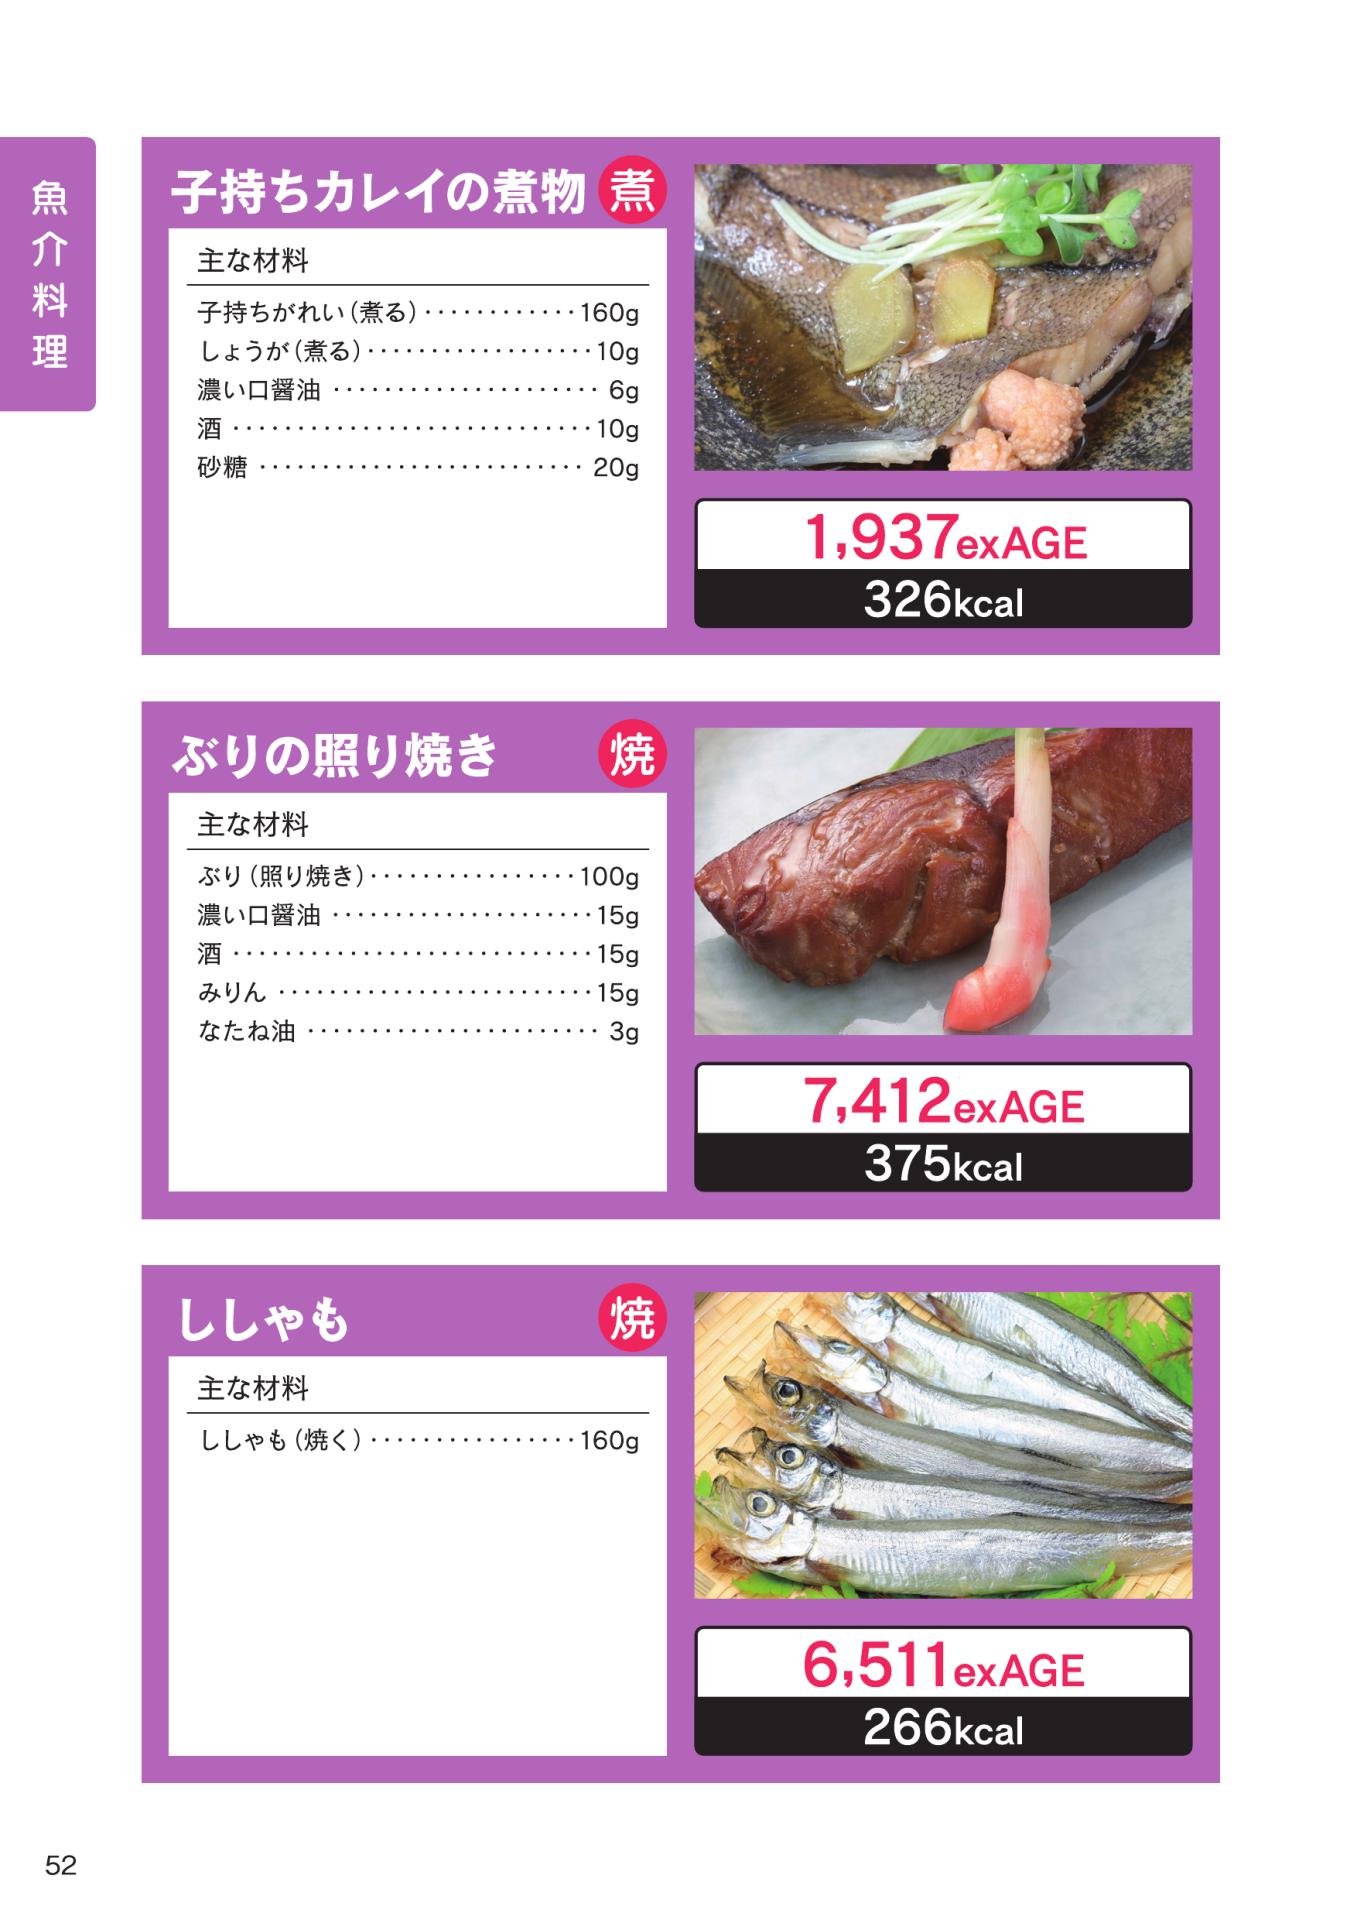 魚介料理
子持ちカレイの煮物 煮
主な材料
子持ちがれい（煮る）････････････160g
しょうが（煮る）･･････････････････10g
濃い口醤油 ･････････････････････ 6g
酒 ････････････････････････････10g
砂糖 ･･････････････････････････ 20g
1,937exAGE
326kcal
ぶりの照り焼き 焼
主な材料
ぶり（照り焼き）････････････････100g
濃い口醤油 ･････････････････････15g
酒 ････････････････････････････15g
みりん ･････････････････････････15g
なたね油 ･･･････････････････････ 3g
7,412exAGE
375kcal
ししゃも 焼
主な材料
ししゃも（焼く）････････････････160g
6,511exAGE
266kcal
52